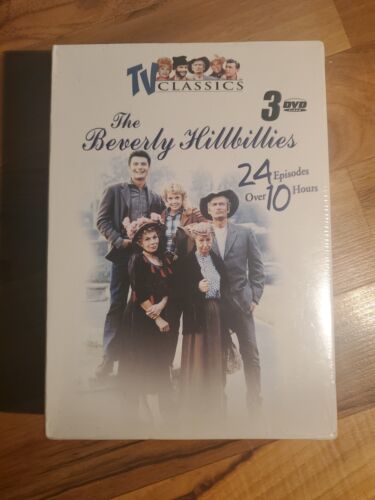 TV CLASSICS
3 DVD
The
Beverly Hillbillies
24 Episodes
Over 10 Hours